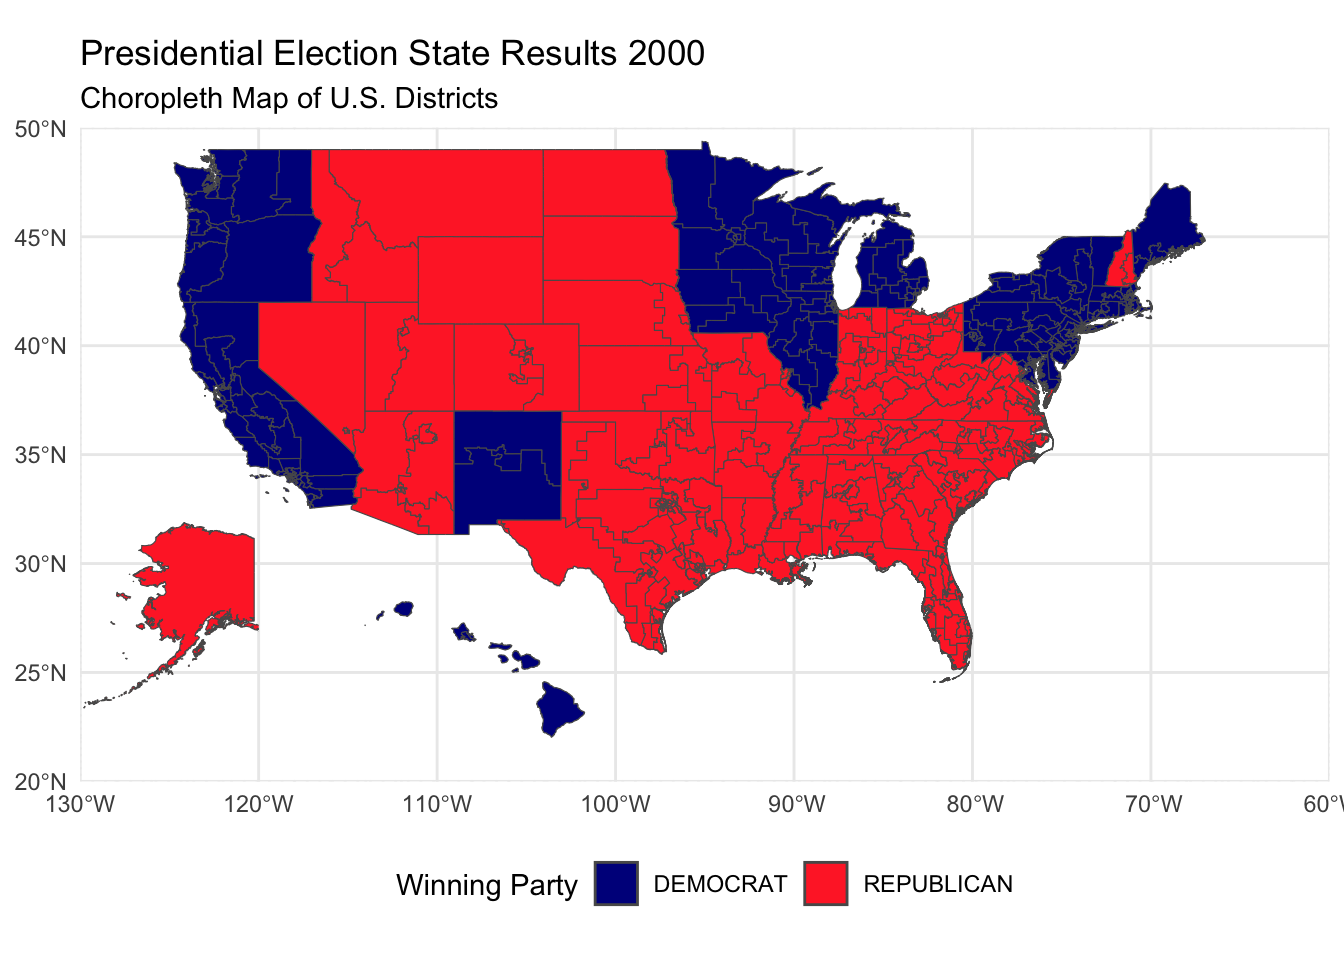 Presidential Election State Results 2000
Choropleth Map of U.S. Districts
50°N
45°N
40°N
35°N
30°N
25°N
20°N
130°W 120°W 110°W 100°W 90°W 80°W 70°W 60°W
Winning Party DEMOCRAT REPUBLICAN